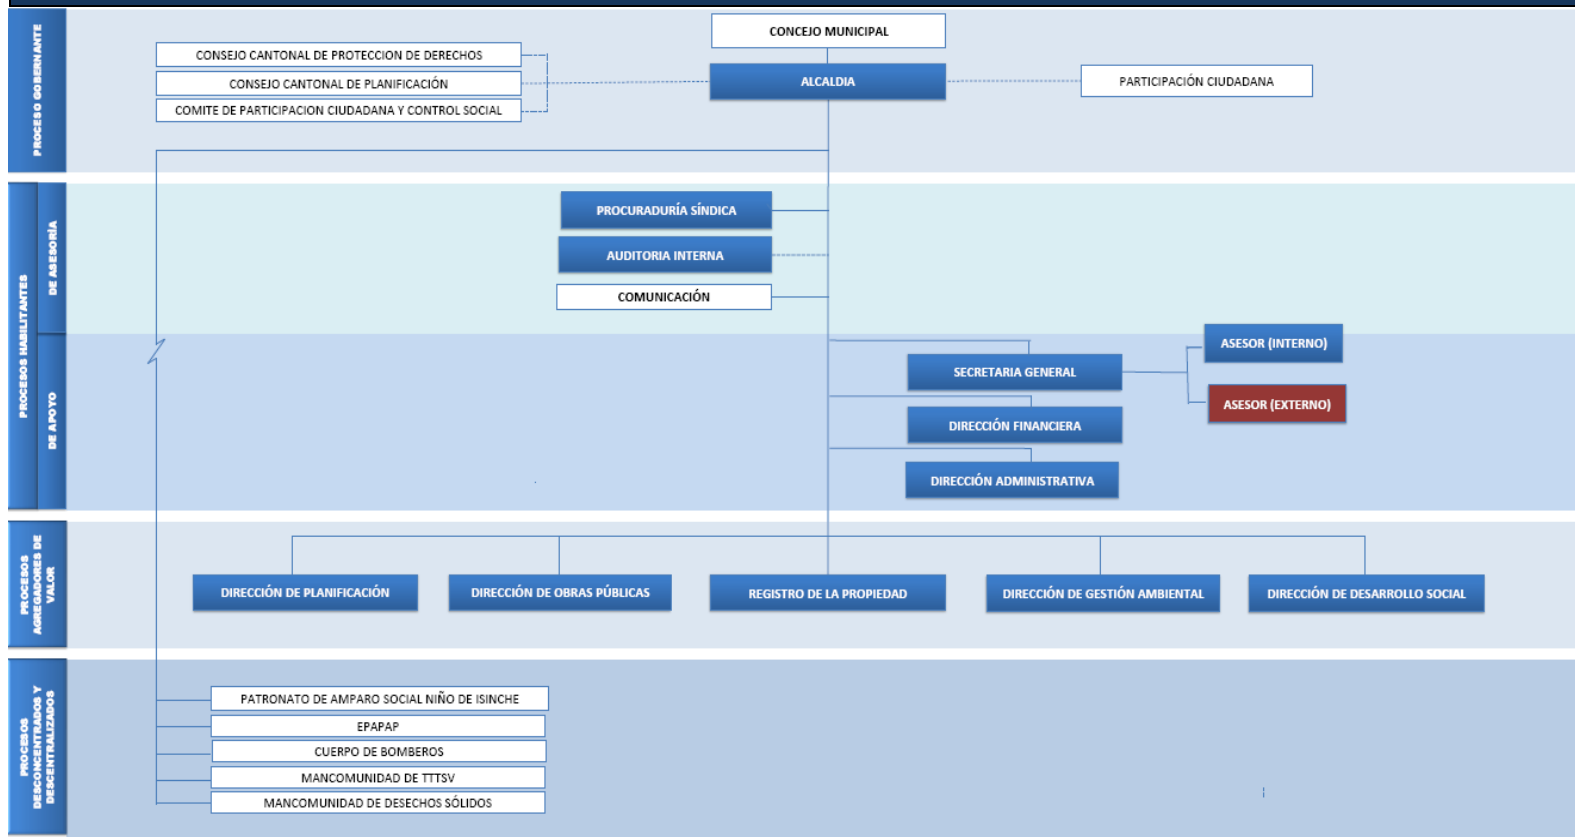 PROCESO GOBERNANTE
CONCEJO MUNICIPAL
CONSEJO CANTONAL DE PROTECCION DE DERECHOS
CONSEJO CANTONAL DE PLANIFICACIÓN
COMITE DE PARTICIPACION CIUDADANA Y CONTROL SOCIAL
ALCALDIA
PARTICIPACIÓN CIUDADANA
PROCESOS HABILITANTES
DE ASESORÍA
PROCURADURÍA SÍNDICA
AUDITORIA INTERNA
COMUNICACIÓN
DE APOYO
SECRETARIA GENERAL
ASESOR (INTERNO)
ASESOR (EXTERNO)
DIRECCIÓN FINANCIERA
DIRECCIÓN ADMINISTRATIVA
PROCESOS
AGREGADORES DE
VALOR
DIRECCIÓN DE PLANIFICACIÓN
DIRECCIÓN DE OBRAS PÚBLICAS
REGISTRO DE LA PROPIEDAD
DIRECCIÓN DE GESTIÓN AMBIENTAL
DIRECCIÓN DE DESARROLLO SOCIAL
PROCESOS
DESCONCENTRADOS Y
DESCENTRALIZADOS
PATRONATO DE AMPARO SOCIAL NIÑO DE ISINCHE
EPAPAP
CUERPO DE BOMBEROS
MANCOMUNIDAD DE TTTSV
MANCOMUNIDAD DE DESECHOS SÓLIDOS